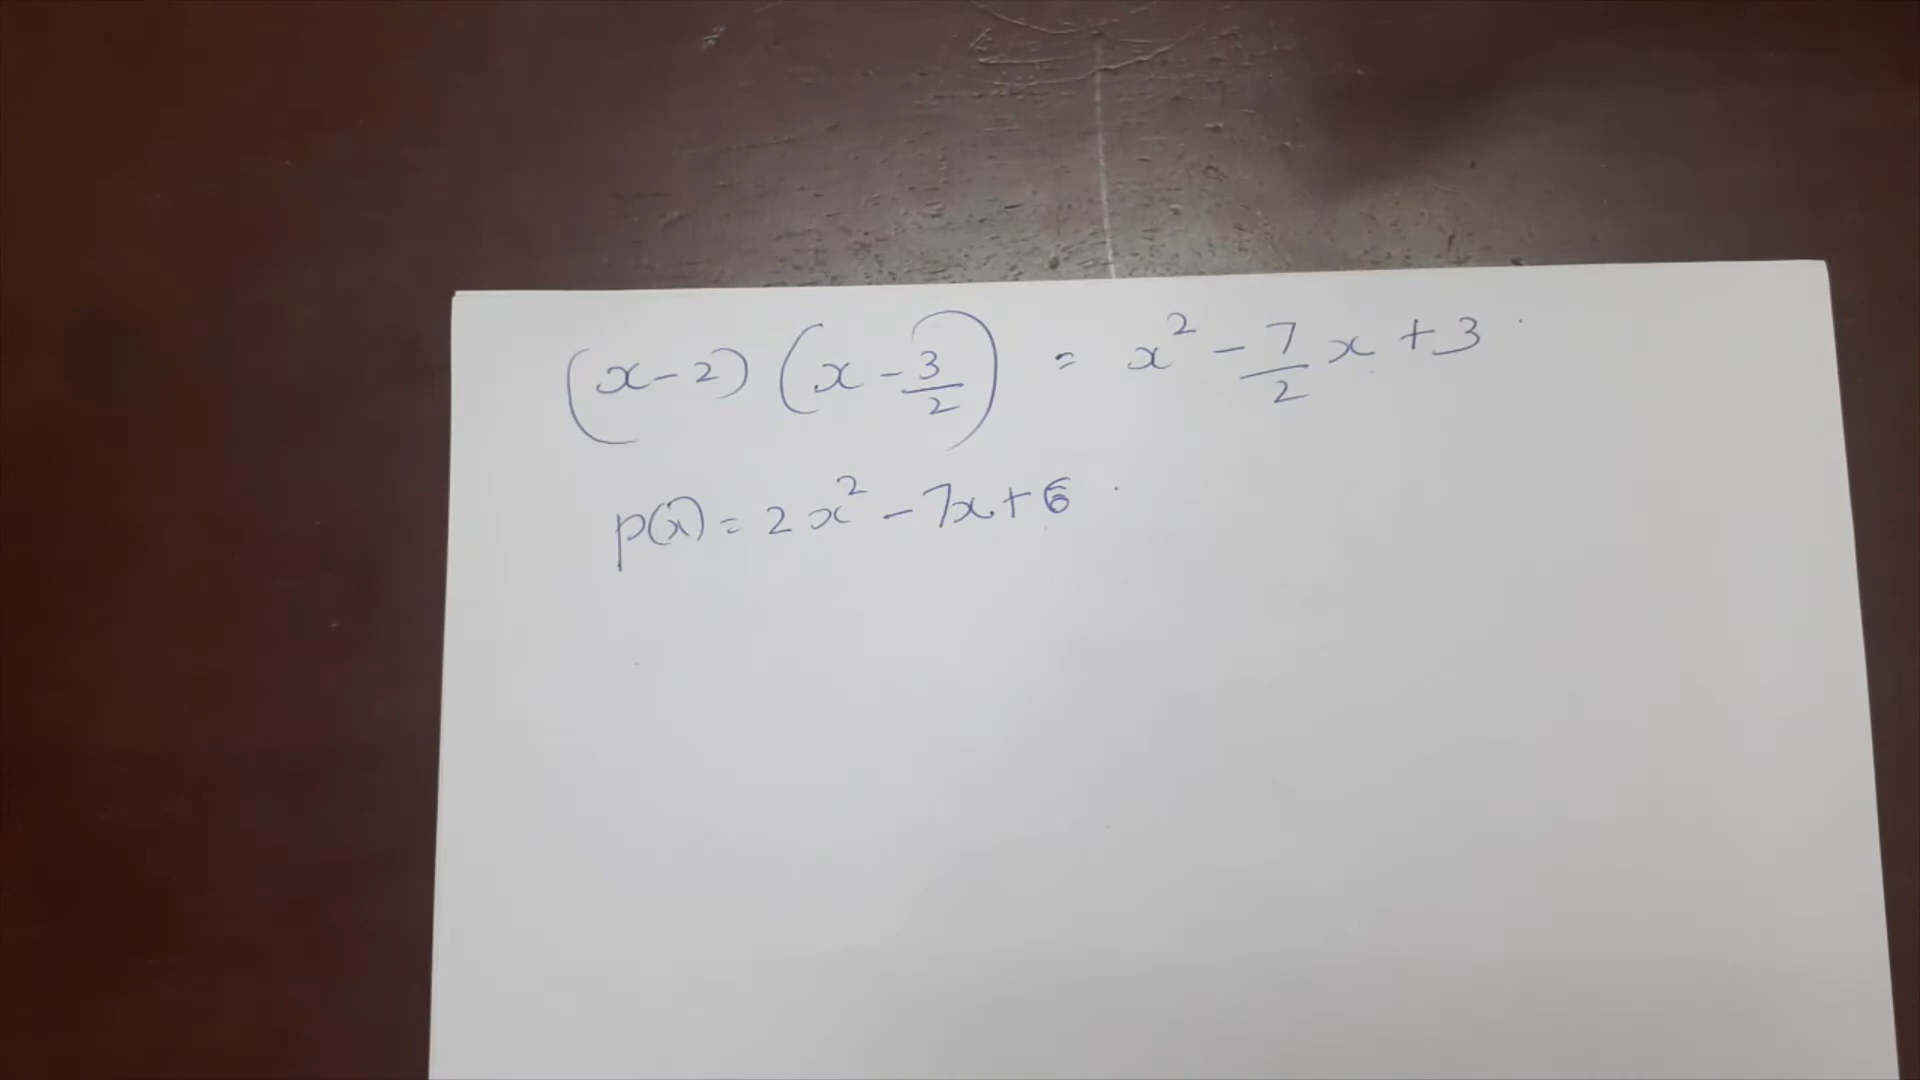 (x-2)(x-3/2) = x² - 7/2 x + 3
p(x) = 2x² - 7x + 6